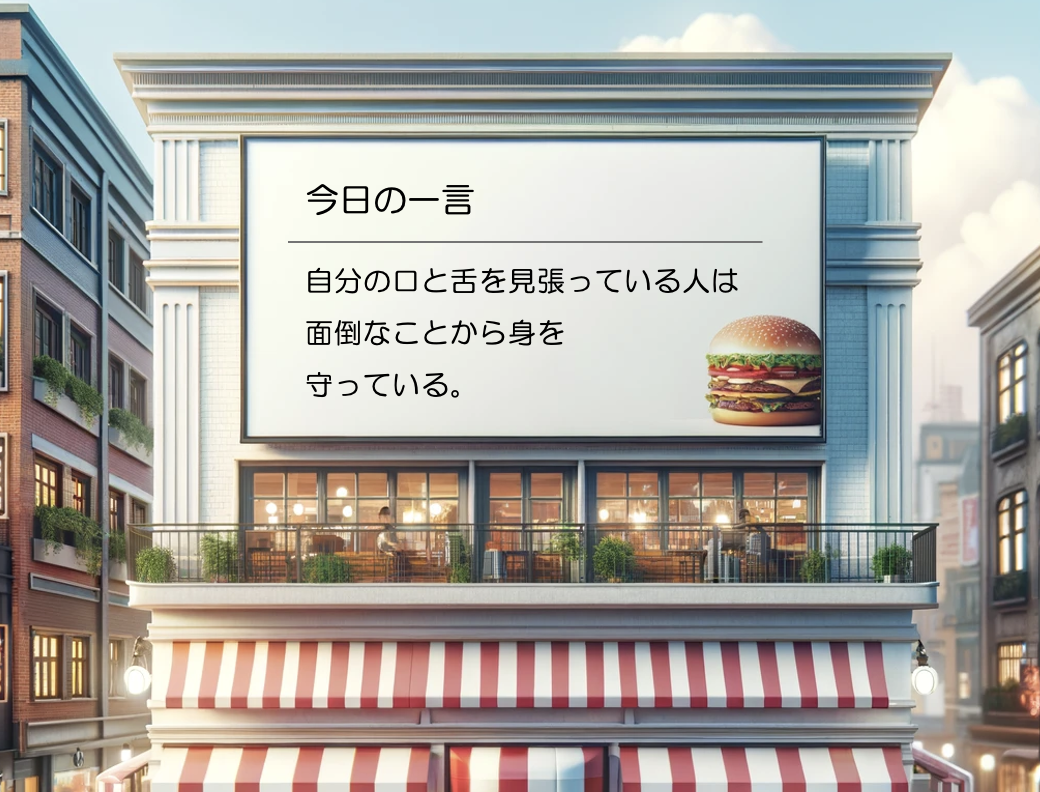 今日の一言
自分の口と舌を見張っている人は
面倒なことから身を
守っている。